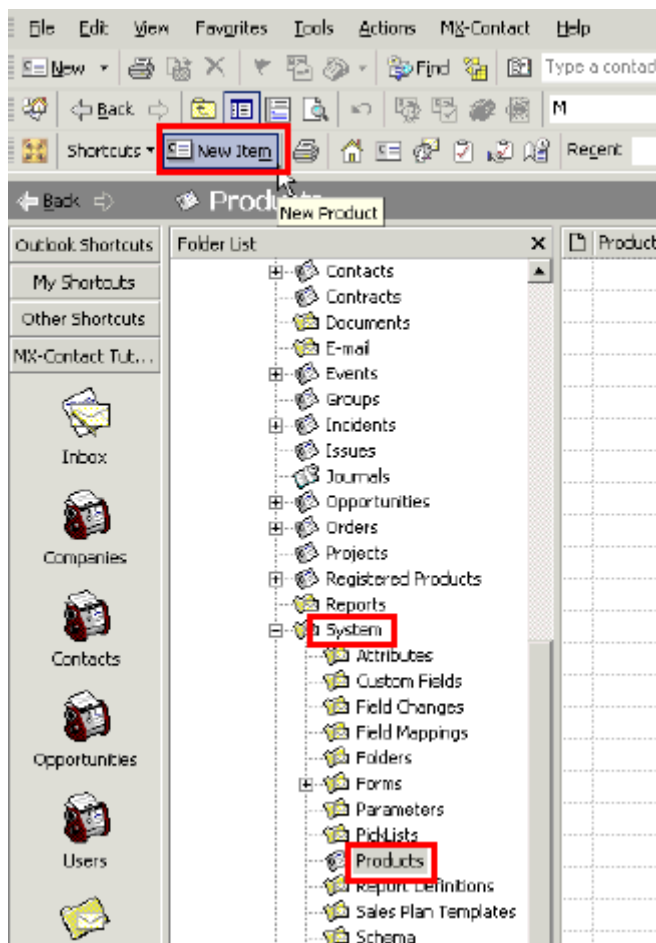 File Edit View Favorites Tools Actions MX-Contact Help
New Find Type a contact
Back M
Shortcuts New Item Recent
Back Products
New Product
Outlook Shortcuts
My Shortcuts
Other Shortcuts
MX-Contact Tut...
Inbox
Companies
Contacts
Opportunities
Users
Folder List
Contacts
Contracts
Documents
E-mail
Events
Groups
Incidents
Issues
Journals
Opportunities
Orders
Projects
Registered Products
Reports
System
Attributes
Custom Fields
Field Changes
Field Mappings
Folders
Forms
Parameters
PickLists
Products
Report Definitions
Sales Plan Templates
Schema
Product